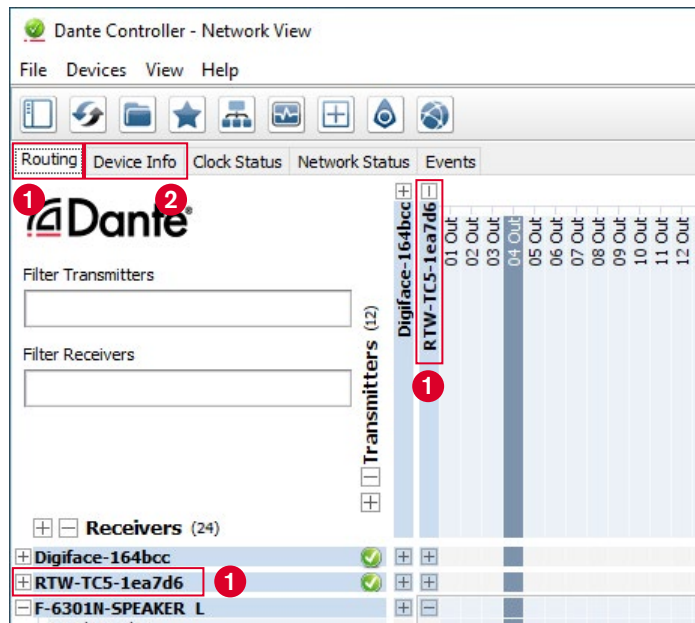 Dante Controller - Network View
File Devices View Help
Routing Device Info Clock Status Network Status Events
1 2
Dante®
Filter Transmitters
Filter Receivers
Transmitters (12)
Digiface-164bcc
RTW-TC5-1ea7d6
01 Out
02 Out
03 Out
04 Out
05 Out
06 Out
07 Out
08 Out
09 Out
10 Out
11 Out
12 Out
1
Receivers (24)
Digiface-164bcc
RTW-TC5-1ea7d6 1
F-6301N-SPEAKER L